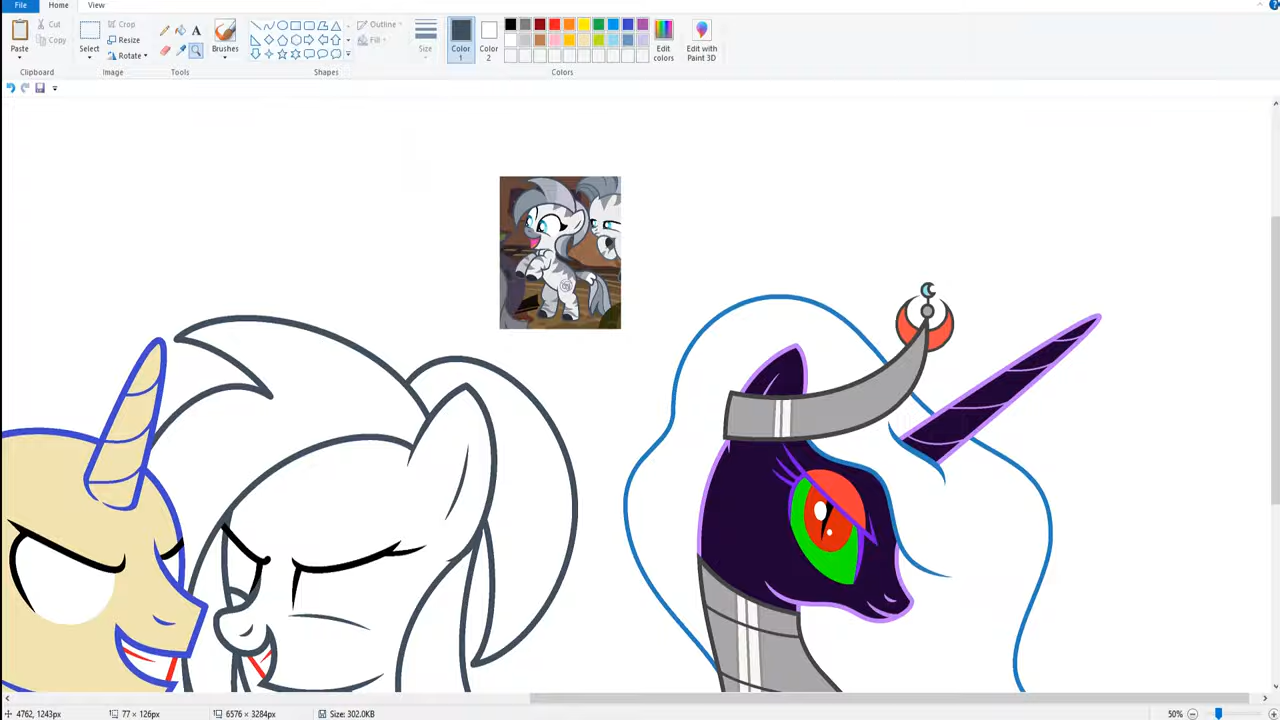 File Home View
Paste Cut Copy Select Crop Resize Rotate Brushes Outline Fill Size Color 1 Color 2 Edit colors Edit with Paint 3D
Clipboard Image Tools Shapes Colors
4762, 1243px 77 × 126px 6576 × 3284px Size: 302.0KB 50%